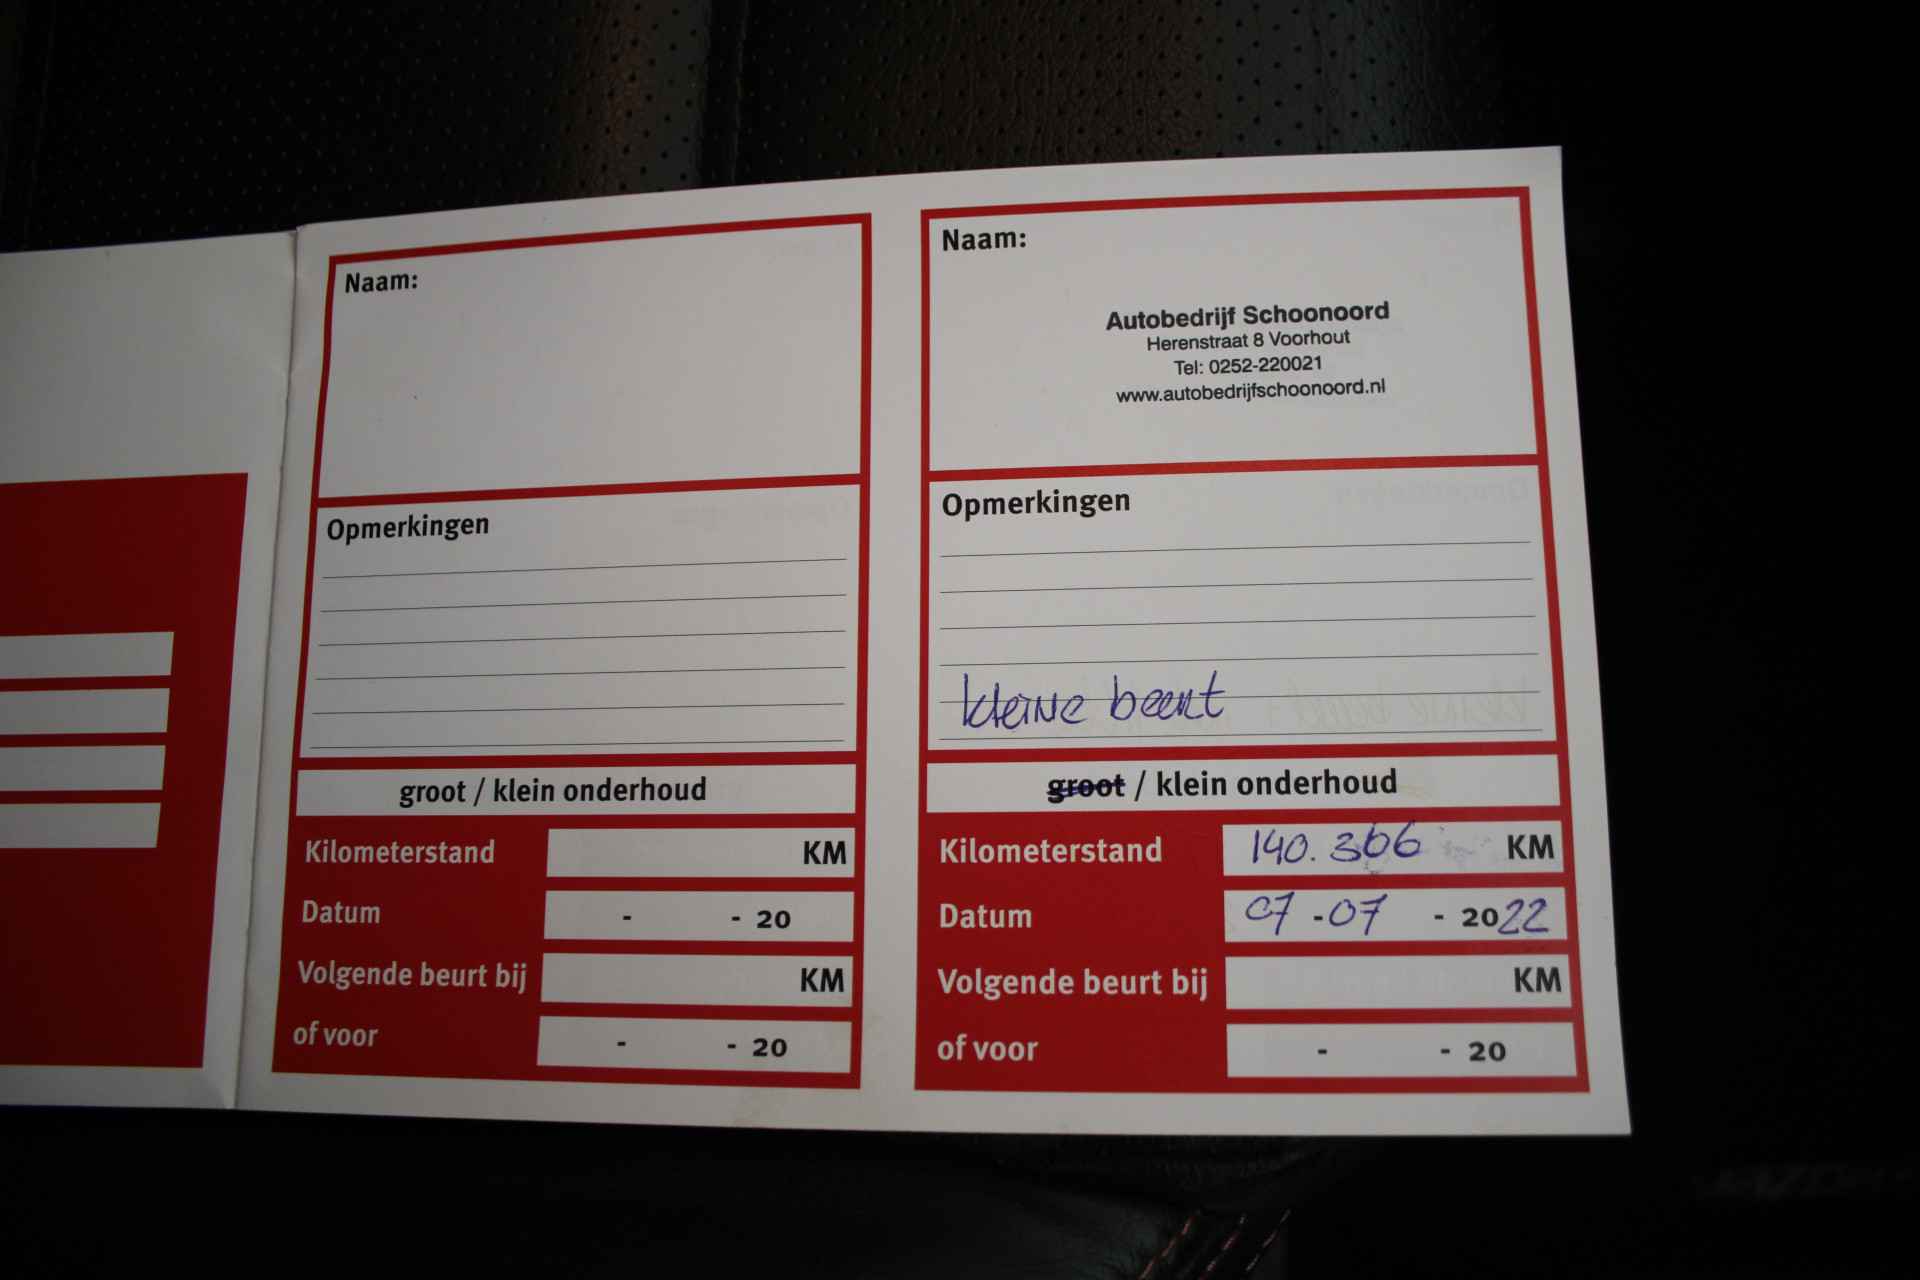 Naam:
Opmerkingen
groot / klein onderhoud
Kilometerstand KM
Datum - - 20
Volgende beurt bij KM
of voor - - 20
Naam:
Autobedrijf Schoonoord
Herenstraat 8 Voorhout
Tel: 0252-220021
www.autobedrijfschoonoord.nl
Opmerkingen
kleine beurt
groot / klein onderhoud
Kilometerstand 140.306 KM
Datum 07 - 07 - 2022
Volgende beurt bij KM
of voor - - 20